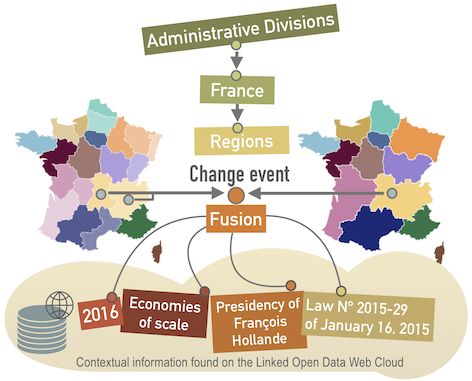 Administrative Divisions
France
Regions
Change event
Fusion
2016
Economies
of scale
Presidency of
François
Hollande
Law Nº 2015-29
of January 16, 2015
Contextual information found on the Linked Open Data Web Cloud